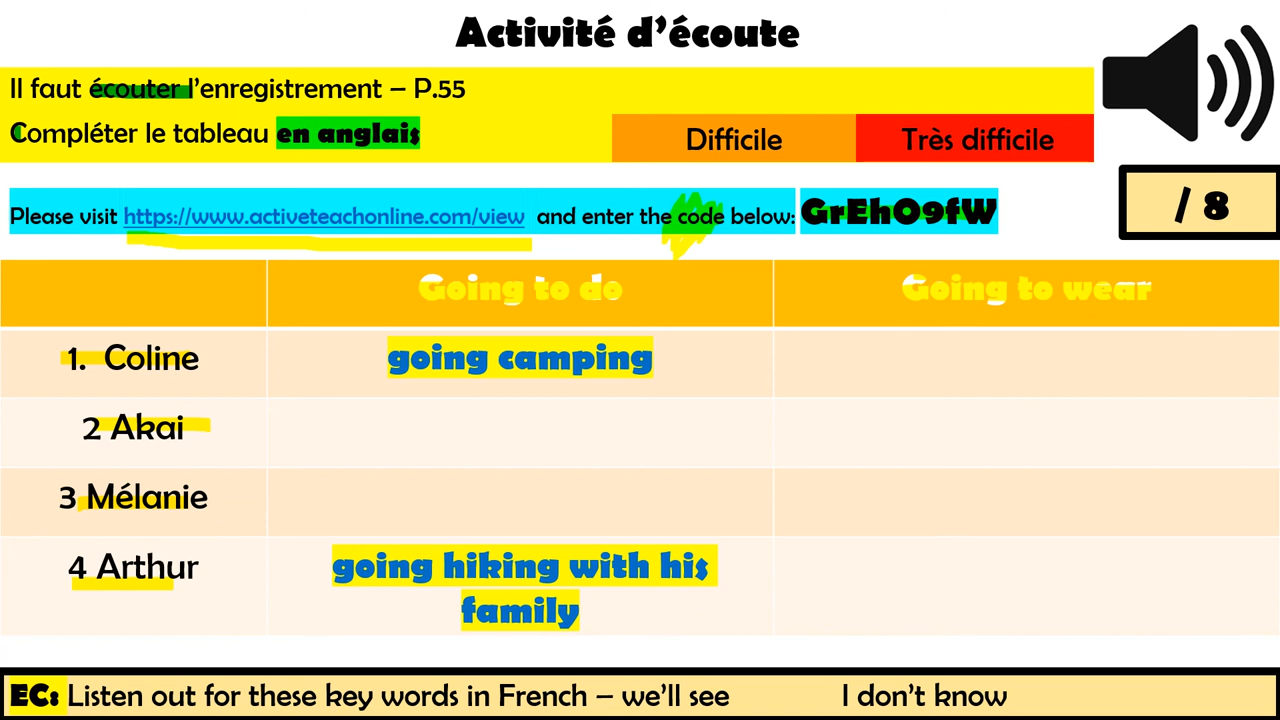 Activité d'écoute
Il faut écouter l'enregistrement – P.55
Compléter le tableau en anglais
Difficile
Très difficile
Please visit https://www.activeteachonline.com/view and enter the code below: GrEhO9fW
/ 8
Going to do
Going to wear
1. Coline
going camping
2 Akai
3 Mélanie
4 Arthur
going hiking with his
family
EC: Listen out for these key words in French – we'll see I don't know